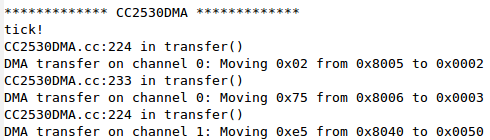 ************* CC2530DMA *************
tick!
CC2530DMA.cc:224 in transfer()
DMA transfer on channel 0: Moving 0x02 from 0x8005 to 0x0002
CC2530DMA.cc:233 in transfer()
DMA transfer on channel 0: Moving 0x75 from 0x8006 to 0x0003
CC2530DMA.cc:224 in transfer()
DMA transfer on channel 1: Moving 0xe5 from 0x8040 to 0x0050